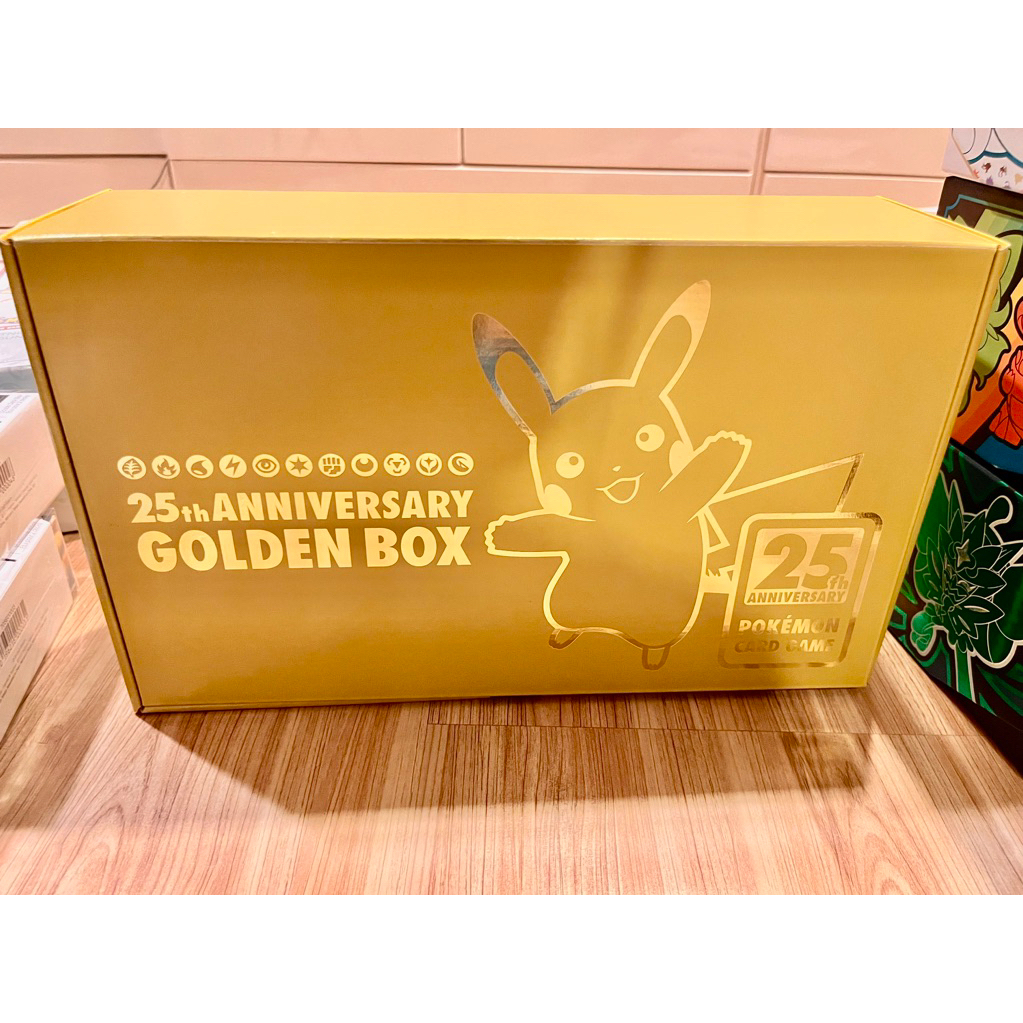 25th ANNIVERSARY
GOLDEN BOX
25th
ANNIVERSARY
POKÉMON
CARD GAME